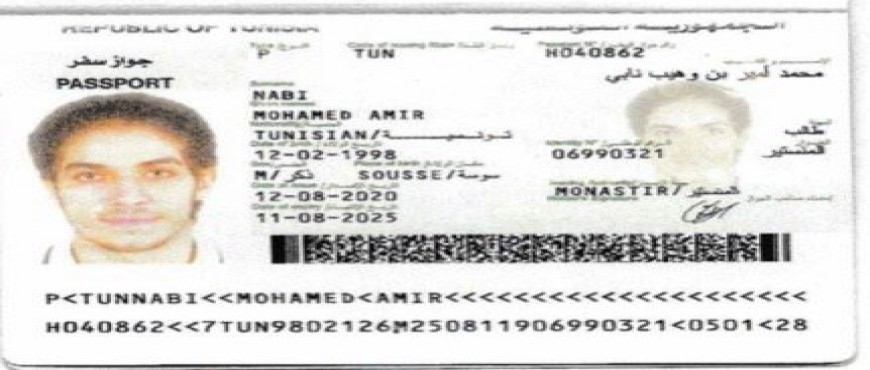 REPUBLIC OF TUNISIA الجمهورية التونسية
جواز سفر
PASSPORT
P TUN H040862
محمد أمير بن وهيب نابي
NABI
MOHAMED AMIR
TUNISIAN/تونسية
طالب
12-02-1998 06990321 المنستير
M/ذكر SOUSSE/سوسة
12-08-2020 MONASTIR/المنستير
11-08-2025
P<TUNNABI<<MOHAMED<AMIR<<<<<<<<<<<<<<<<<<<<<
H040862<<7TUN9802126M250811906990321<0501<28